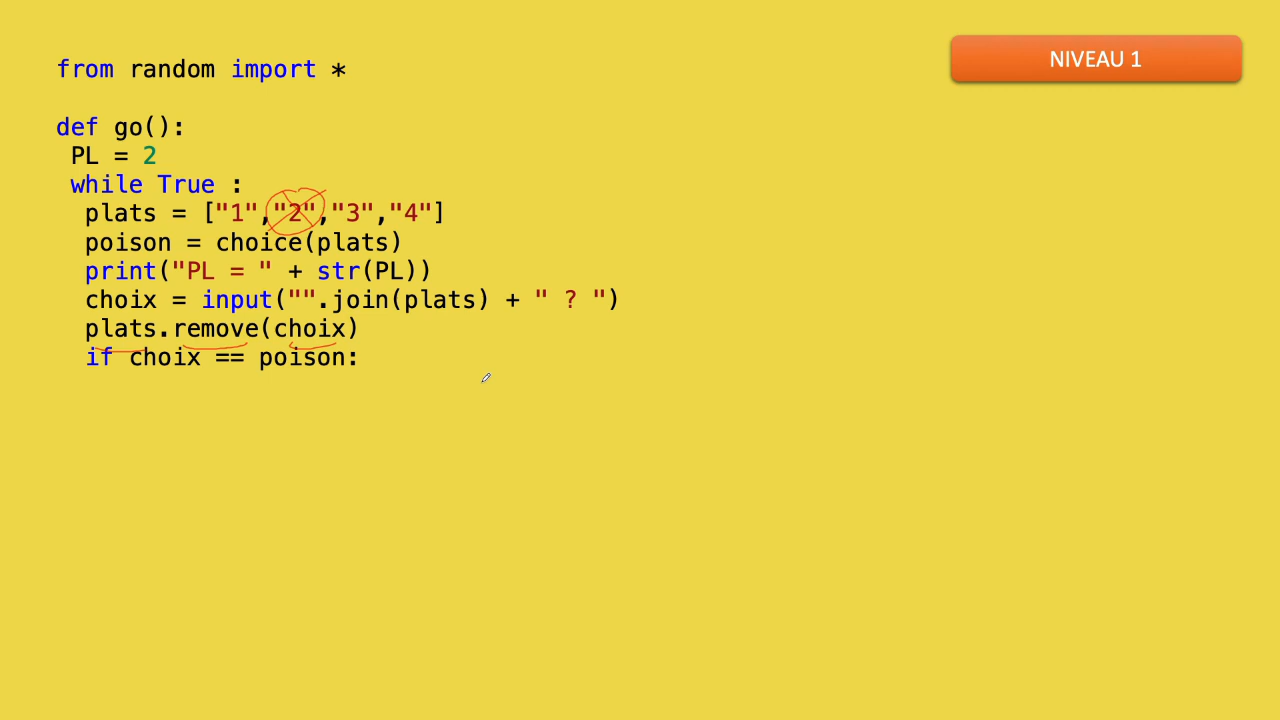 NIVEAU 1
from random import *
def go():
PL = 2
while True :
plats = ["1","2","3","4"]
poison = choice(plats)
print("PL = " + str(PL))
choix = input("".join(plats) + " ? ")
plats.remove(choix)
if choix == poison: